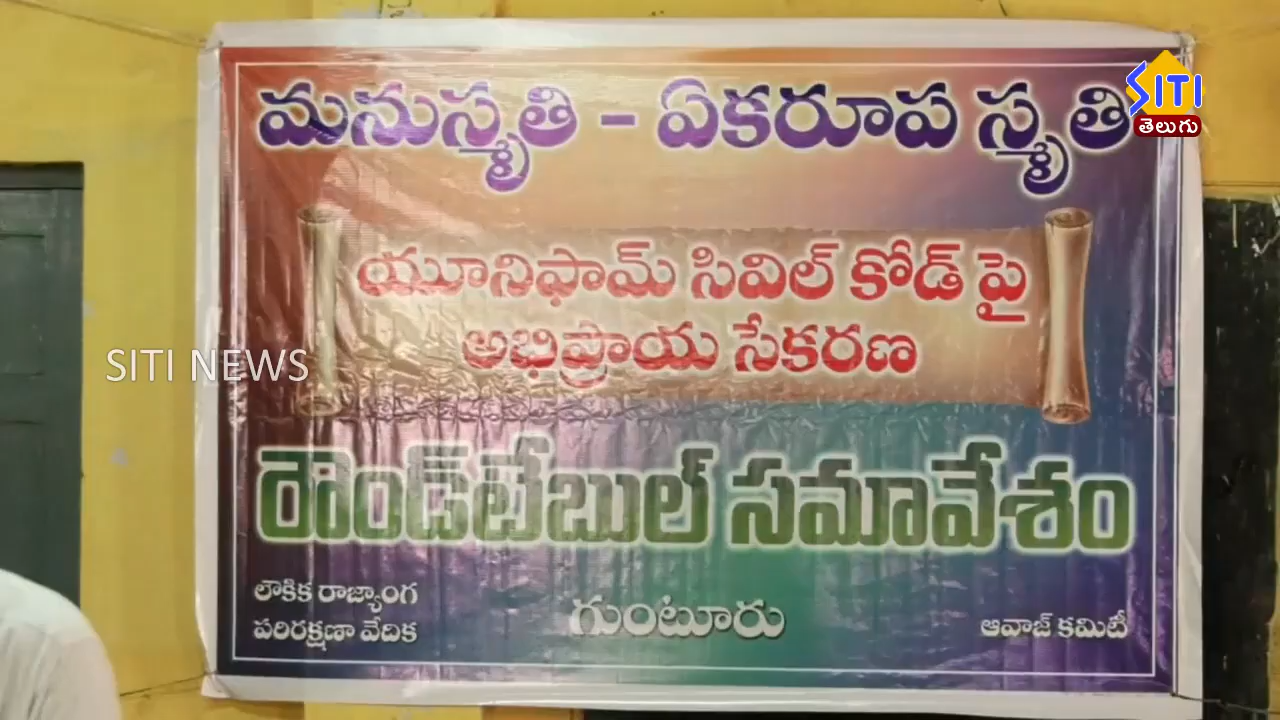 మనుస్మృతి - ఏకరూప స్మృతి
SITI
తెలుగు
యూనిఫామ్ సివిల్ కోడ్ పై
అభిప్రాయ సేకరణ
SITI NEWS
రౌండ్‌టేబుల్ సమావేశం
లౌకిక రాజ్యాంగ
పరిరక్షణా వేదిక
గుంటూరు
ఆవాజ్ కమిటీ